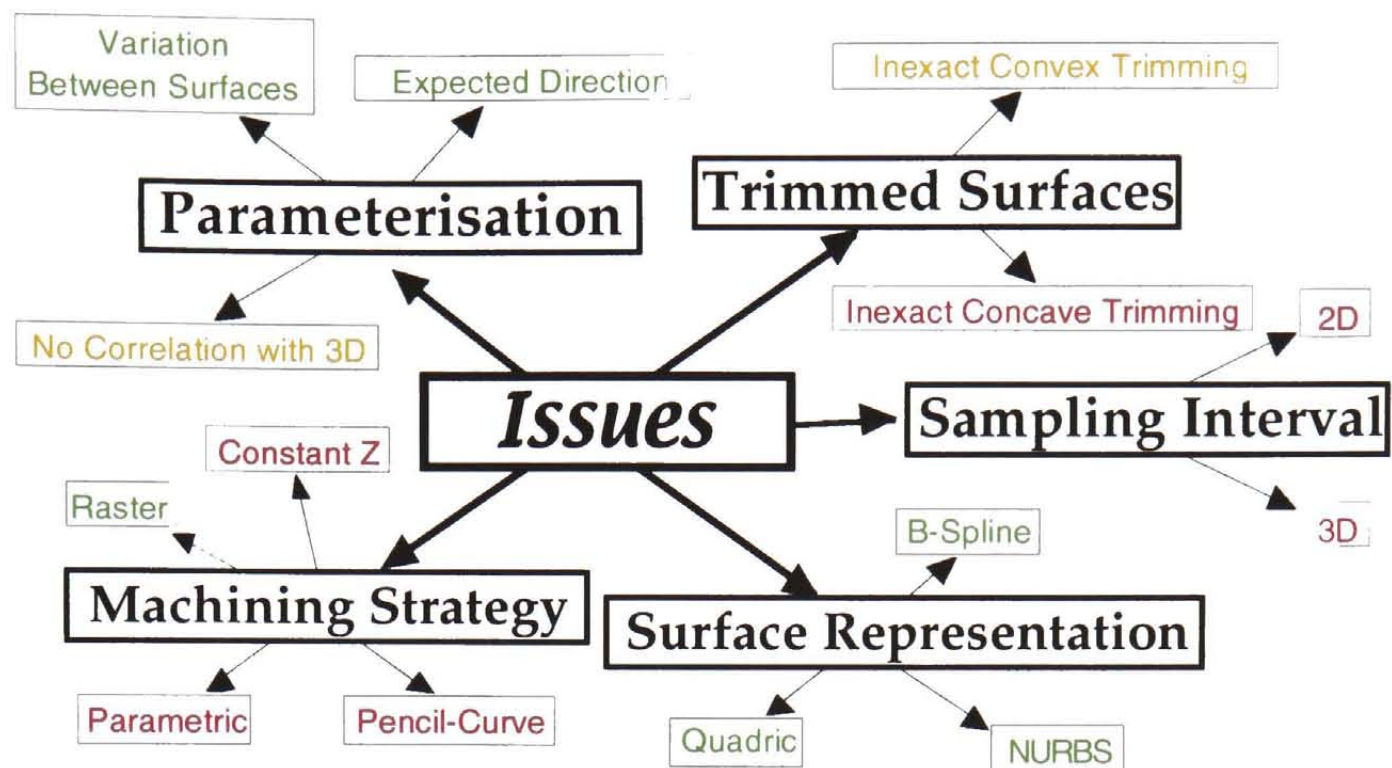 Variation
Between Surfaces
Expected Direction
Inexact Convex Trimming
Parameterisation
Trimmed Surfaces
No Correlation with 3D
Inexact Concave Trimming
2D
Issues
Sampling Interval
Constant Z
Raster
B-Spline
3D
Machining Strategy
Surface Representation
Parametric
Pencil-Curve
Quadric
NURBS